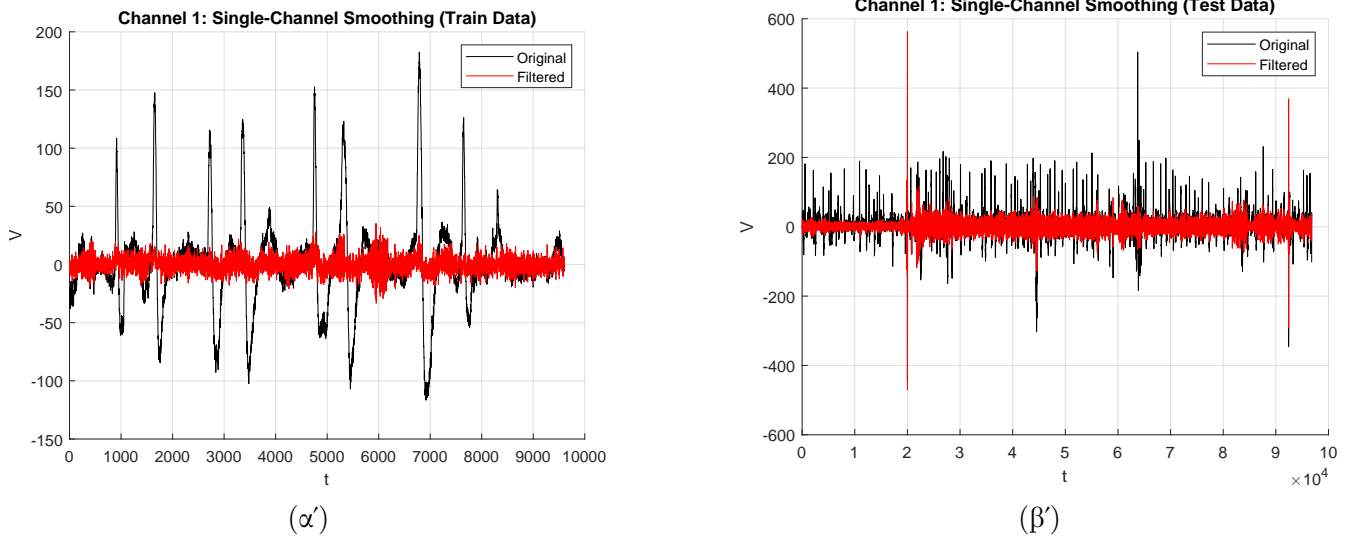 Channel 1: Single-Channel Smoothing (Train Data)
200
150
100
50
0
-50
-100
-150
V
Original
Filtered
0 1000 2000 3000 4000 5000 6000 7000 8000 9000 10000
t
(α′)
Channel 1: Single-Channel Smoothing (Test Data)
600
400
200
0
-200
-400
-600
V
Original
Filtered
0 1 2 3 4 5 6 7 8 9 10
t
×10^4
(β′)